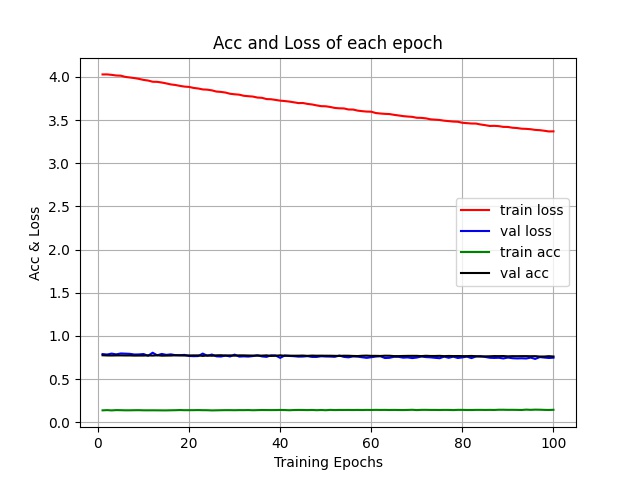 Acc and Loss of each epoch
4.0
3.5
3.0
2.5
2.0
1.5
1.0
0.5
0.0
Acc & Loss
train loss
val loss
train acc
val acc
0 20 40 60 80 100
Training Epochs